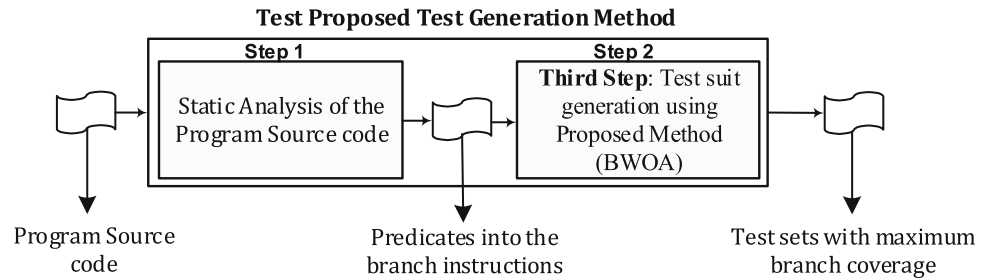 Test Proposed Test Generation Method
Step 1
Static Analysis of the
Program Source code
Step 2
Third Step: Test suit
generation using
Proposed Method
(BWOA)
Program Source
code
Predicates into the
branch instructions
Test sets with maximum
branch coverage